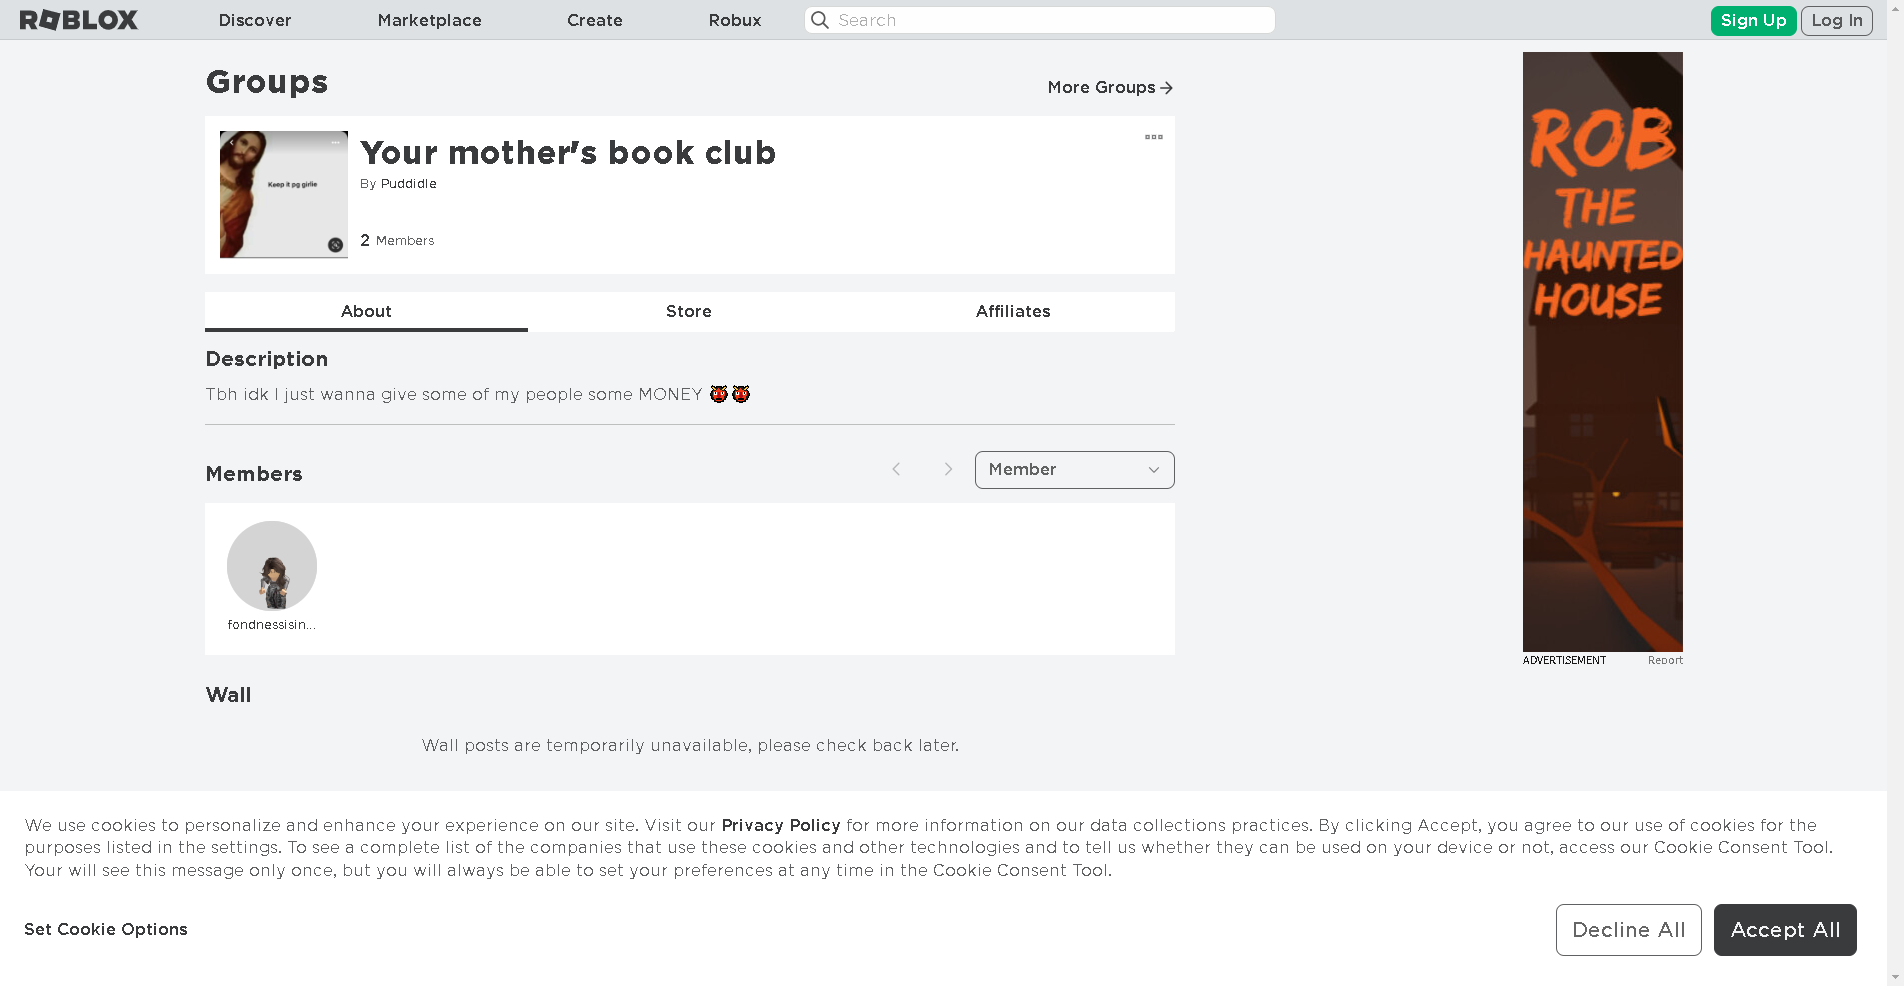 ROBLOX
Discover
Marketplace
Create
Robux
Search
Sign Up
Log In
Groups
More Groups
Keep it pg girlie
Your mother's book club
By Puddidle
2 Members
About
Store
Affiliates
Description
Tbh idk I just wanna give some of my people some MONEY 👹👹
Members
Member
fondnessisin...
Wall
Wall posts are temporarily unavailable, please check back later.
ROB
THE
HAUNTED
HOUSE
ADVERTISEMENT
Report
We use cookies to personalize and enhance your experience on our site. Visit our Privacy Policy for more information on our data collections practices. By clicking Accept, you agree to our use of cookies for the
purposes listed in the settings. To see a complete list of the companies that use these cookies and other technologies and to tell us whether they can be used on your device or not, access our Cookie Consent Tool.
Your will see this message only once, but you will always be able to set your preferences at any time in the Cookie Consent Tool.
Set Cookie Options
Decline All
Accept All